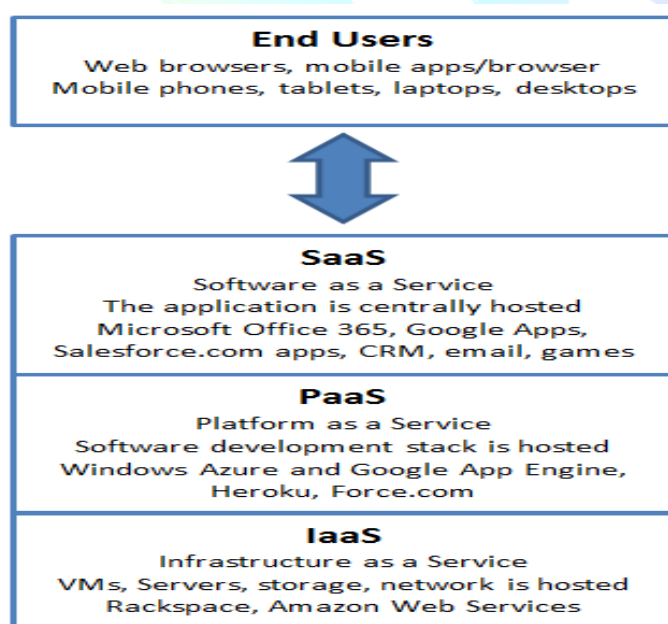 End Users
Web browsers, mobile apps/browser
Mobile phones, tablets, laptops, desktops
SaaS
Software as a Service
The application is centrally hosted
Microsoft Office 365, Google Apps,
Salesforce.com apps, CRM, email, games
PaaS
Platform as a Service
Software development stack is hosted
Windows Azure and Google App Engine,
Heroku, Force.com
IaaS
Infrastructure as a Service
VMs, Servers, storage, network is hosted
Rackspace, Amazon Web Services